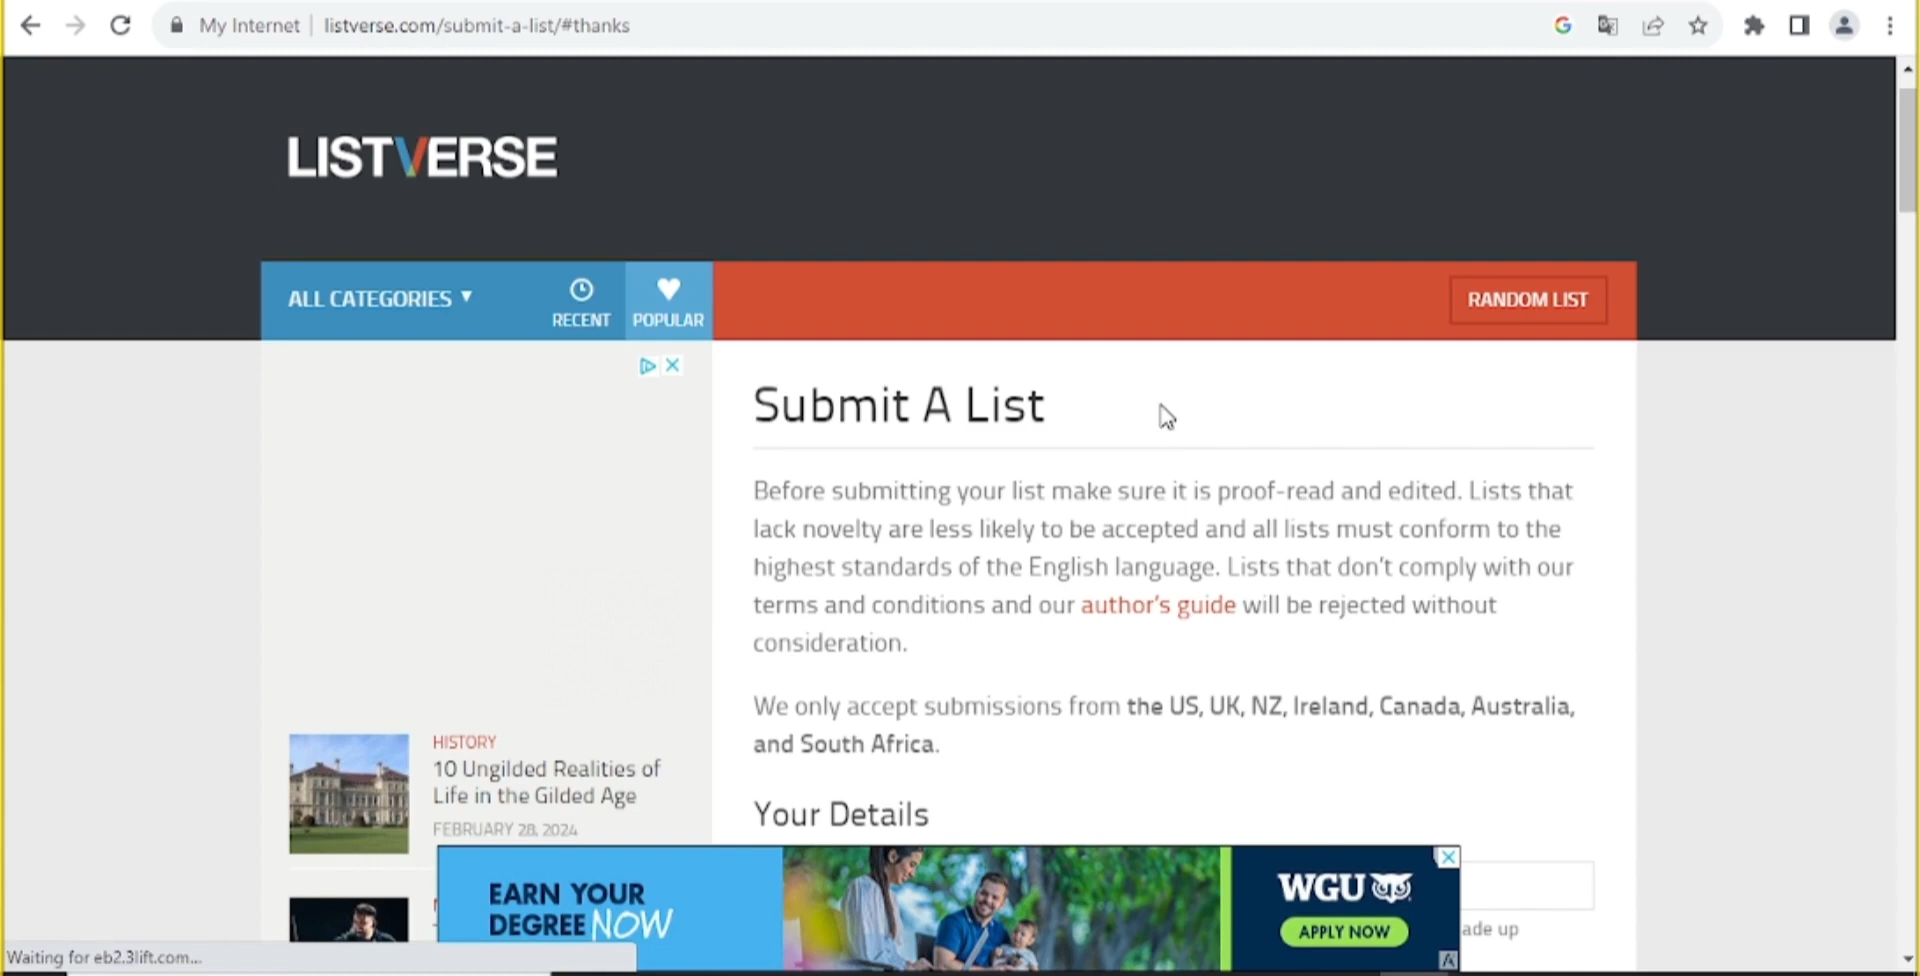 My Internet
listverse.com/submit-a-list/#thanks
LISTVERSE
ALL CATEGORIES
RECENT
POPULAR
RANDOM LIST
Submit A List
Before submitting your list make sure it is proof-read and edited. Lists that
lack novelty are less likely to be accepted and all lists must conform to the
highest standards of the English language. Lists that don't comply with our
terms and conditions and our author's guide will be rejected without
consideration.
We only accept submissions from the US, UK, NZ, Ireland, Canada, Australia,
and South Africa.
Your Details
ade up
HISTORY
10 Ungilded Realities of
Life in the Gilded Age
FEBRUARY 28, 2024
EARN YOUR
DEGREE NOW
WGU
APPLY NOW
Waiting for eb2.3lift.com...